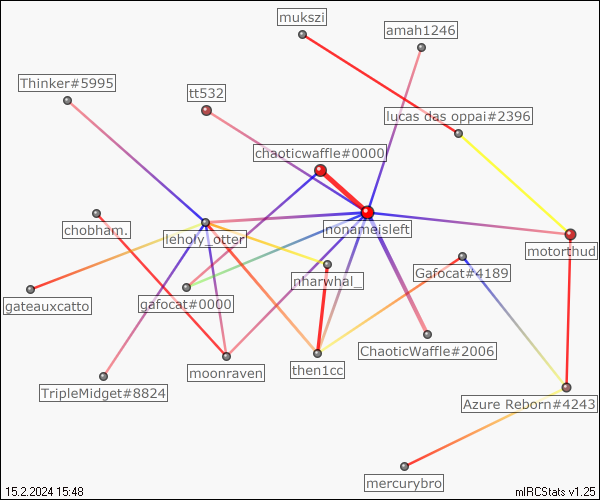 mukszi
amah1246
Thinker#5995
tt532
lucas das oppai#2396
chaoticwaffle#0000
chobham.
leholy_otter
nonameisleft
motorthud
nharwhal_
Gafocat#4189
gateauxcatto
gafocat#0000
ChaoticWaffle#2006
moonraven
then1cc
TripleMidget#8824
Azure Reborn#4243
mercurybro
15.2.2024 15:48
mIRCStats v1.25